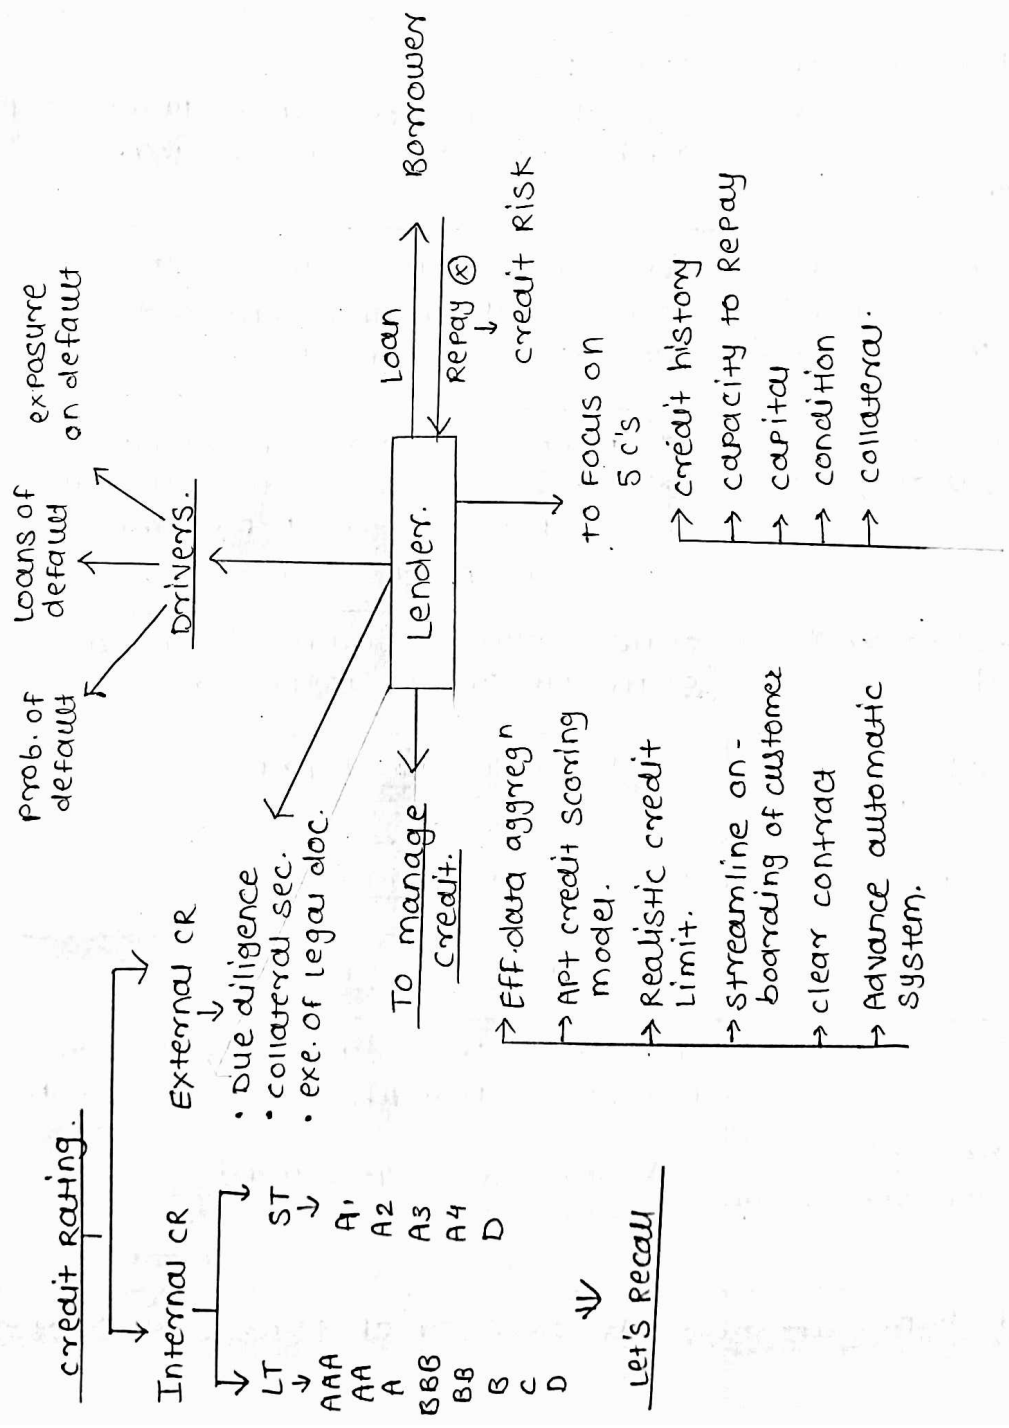 credit Rating.
Internal CR
LT
AAA
AA
A
BBB
BB
B
C
D
ST
A1
A2
A3
A4
D
External CR
• Due diligence
• collateral sec.
• exe. of legal doc.
Let's Recall
prob. of
default
Loans of
default
exposure
on default
Drivers.
Lender.
Loan
Repay ⓧ
credit Risk
Borrower
To manage
credit.
Eff. data aggregⁿ
APt credit scoring
model.
Realistic credit
Limit.
streamline on-
boarding of customer
clear contract
Advance automatic
system.
to Focus on
5 c's
credit history
capacity to Repay
capital
condition
collateral.